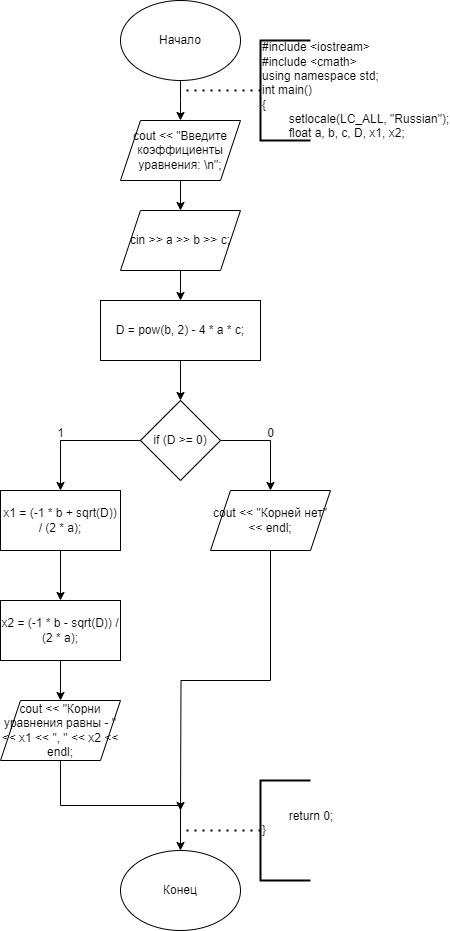 Начало
#include <iostream>
#include <cmath>
using namespace std;
int main()
{
setlocale(LC_ALL, "Russian");
float a, b, c, D, x1, x2;
cout << "Введите
коэффициенты
уравнения: \n";
cin >> a >> b >> c;
D = pow(b, 2) - 4 * a * c;
if (D >= 0)
1
0
x1 = (-1 * b + sqrt(D))
/ (2 * a);
cout << "Корней нет"
<< endl;
x2 = (-1 * b - sqrt(D)) /
(2 * a);
cout << "Корни
уравнения равны - "
<< x1 << ", " << x2 <<
endl;
return 0;
}
Конец